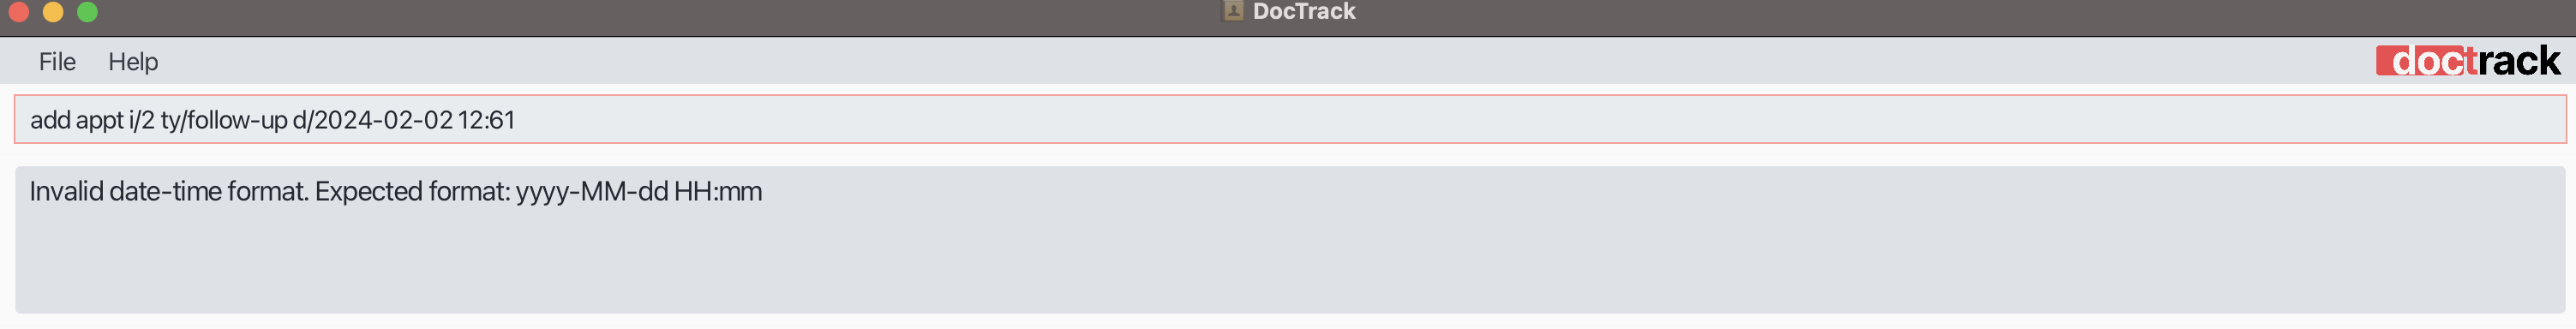 DocTrack
File Help
doctrack
add appt i/2 ty/follow-up d/2024-02-02 12:61
Invalid date-time format. Expected format: yyyy-MM-dd HH:mm